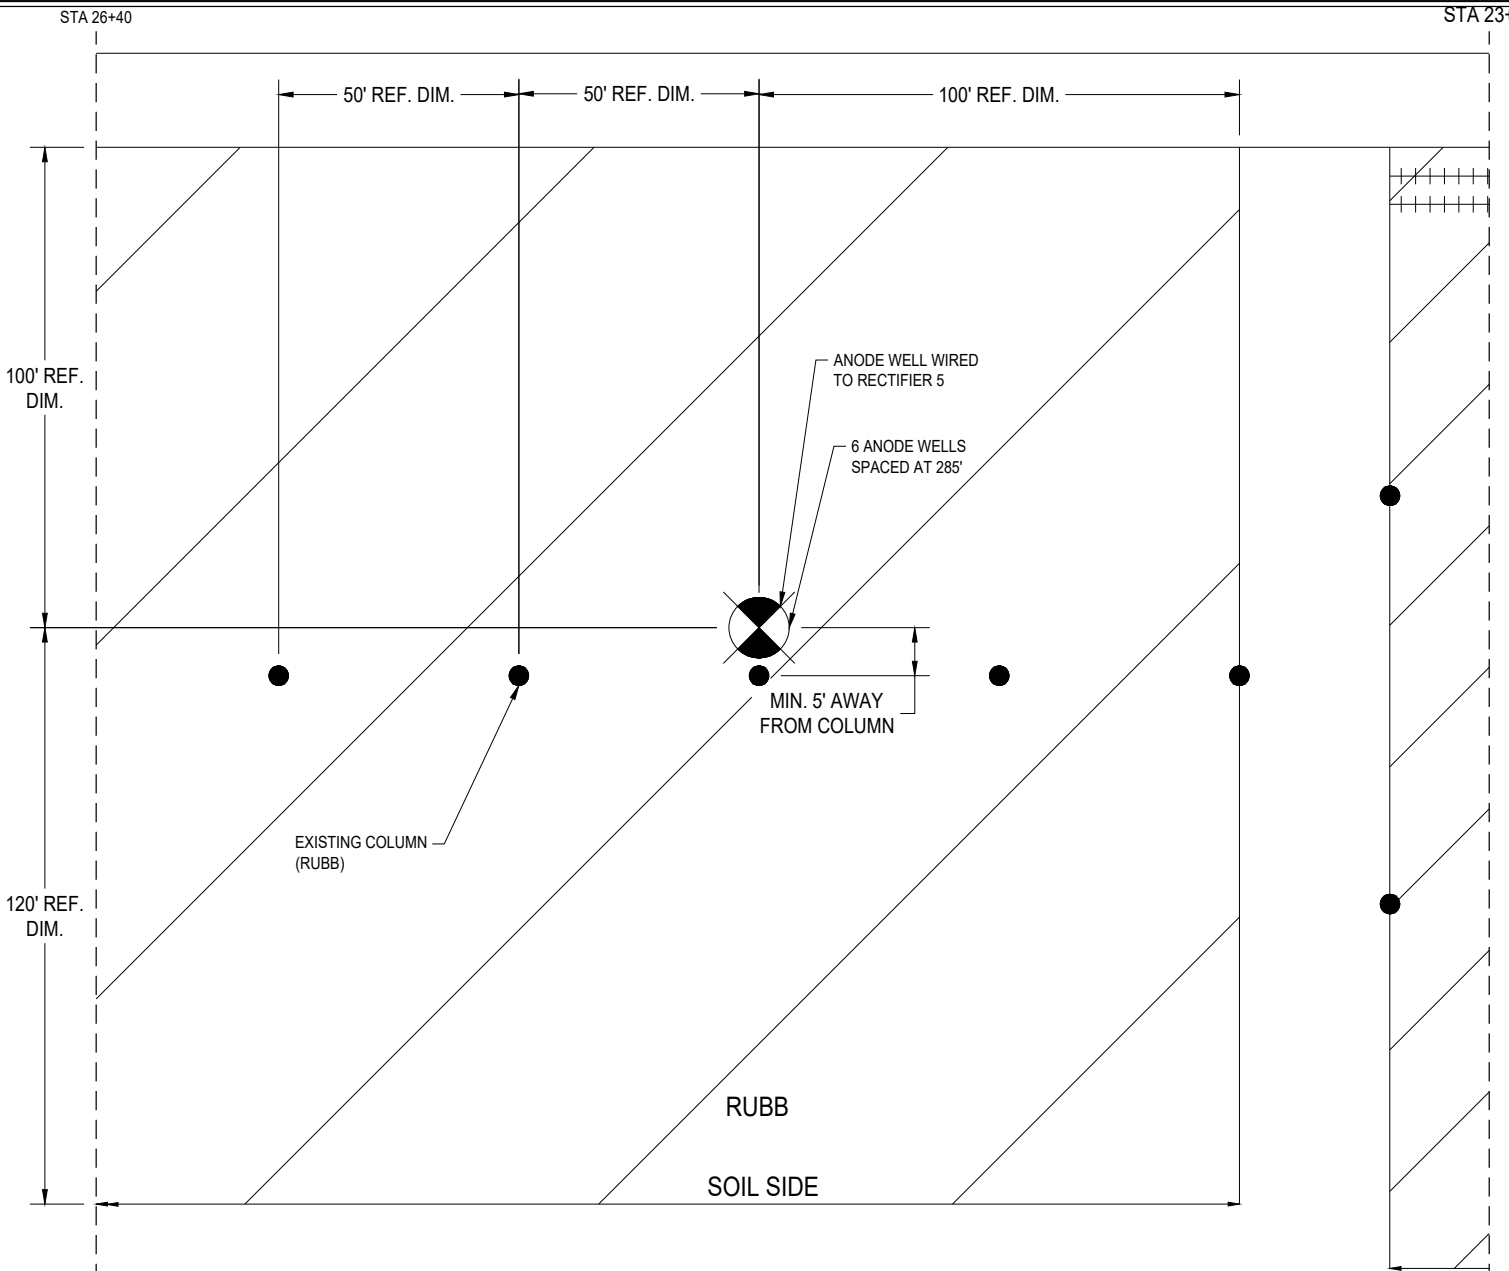 STA 26+40
STA 23+
50' REF. DIM.
50' REF. DIM.
100' REF. DIM.
100' REF.
DIM.
ANODE WELL WIRED
TO RECTIFIER 5
6 ANODE WELLS
SPACED AT 285'
MIN. 5' AWAY
FROM COLUMN
EXISTING COLUMN
(RUBB)
120' REF.
DIM.
RUBB
SOIL SIDE